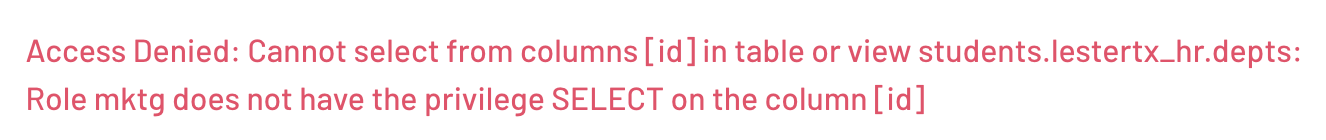 Access Denied: Cannot select from columns [id] in table or view students.lestertx_hr.depts:
Role mktg does not have the privilege SELECT on the column [id]